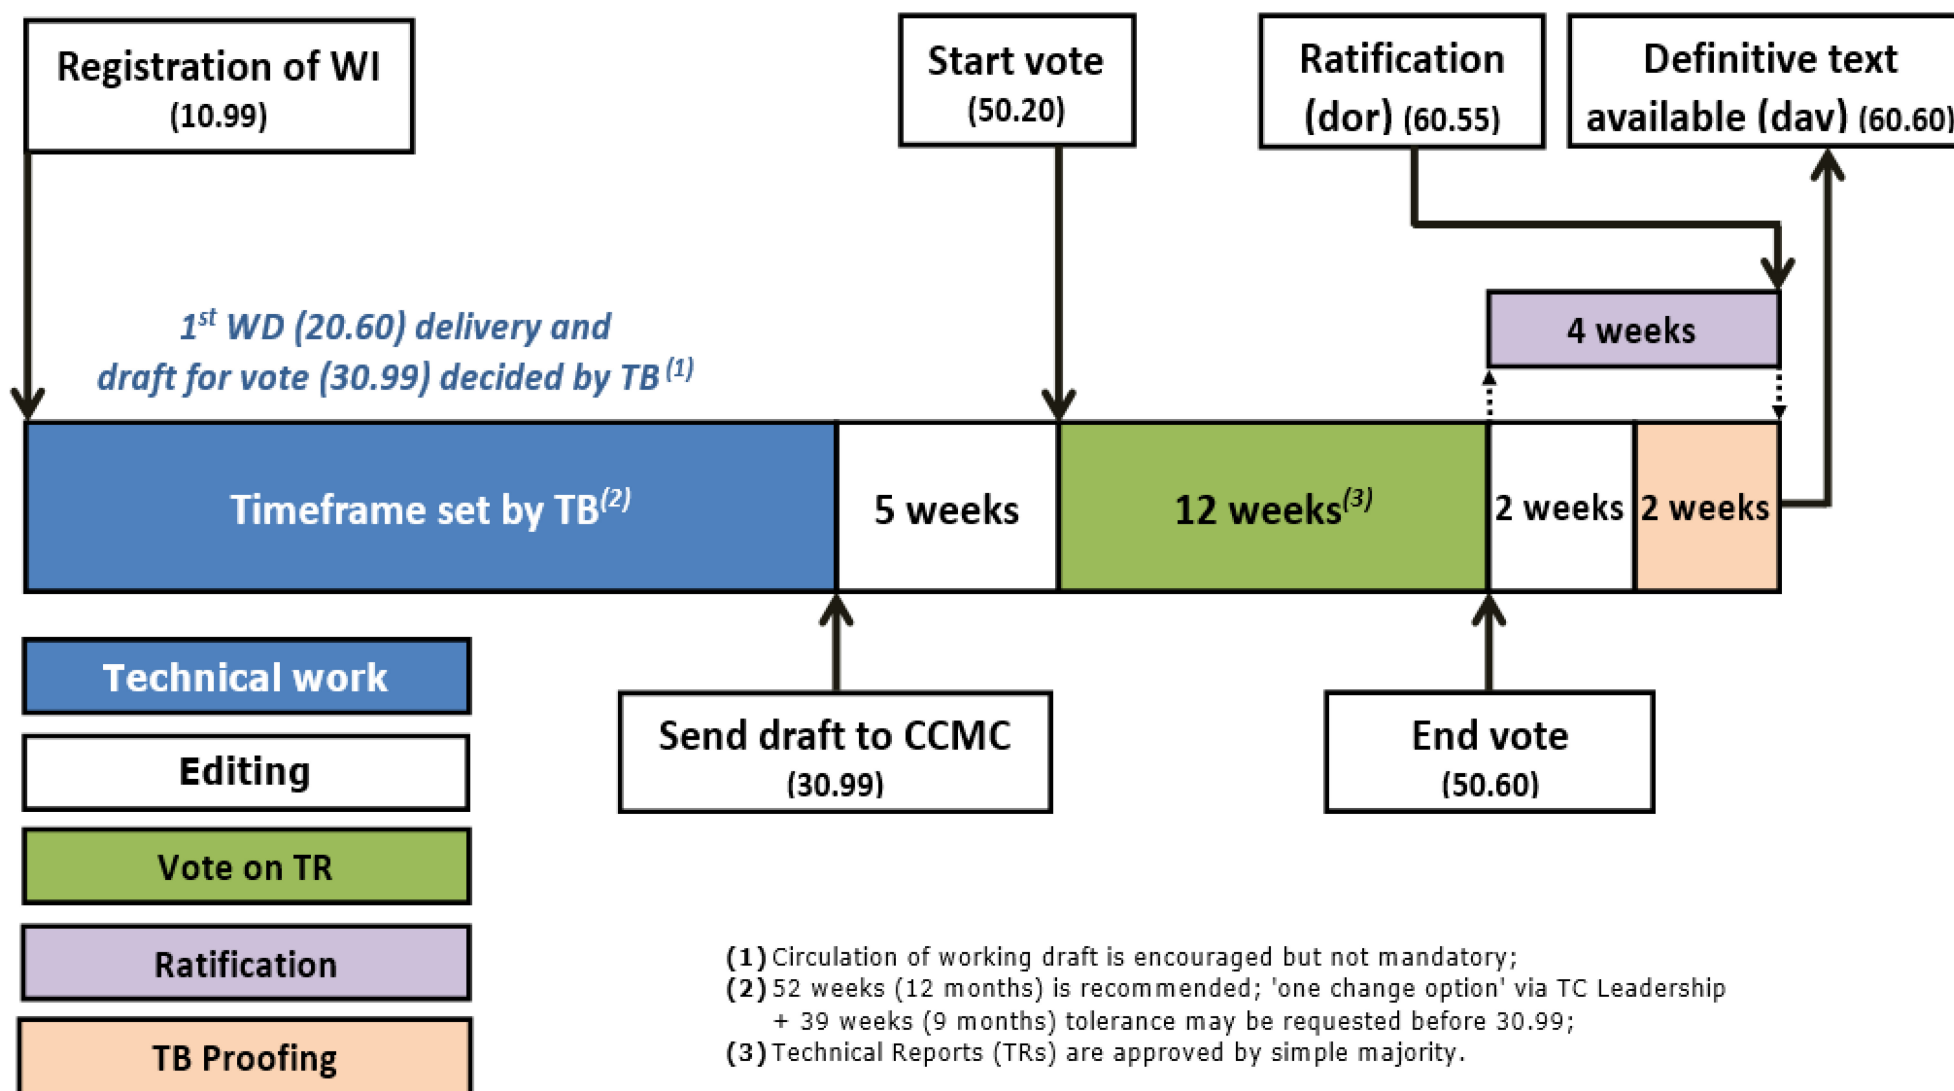 Registration of WI
(10.99)
Start vote
(50.20)
Ratification
(dor) (60.55)
Definitive text
available (dav) (60.60)
1st WD (20.60) delivery and
draft for vote (30.99) decided by TB (1)
4 weeks
Timeframe set by TB(2)
5 weeks
12 weeks(3)
2 weeks
2 weeks
Send draft to CCMC
(30.99)
End vote
(50.60)
Technical work
Editing
Vote on TR
Ratification
TB Proofing
(1) Circulation of working draft is encouraged but not mandatory;
(2) 52 weeks (12 months) is recommended; 'one change option' via TC Leadership
+ 39 weeks (9 months) tolerance may be requested before 30.99;
(3) Technical Reports (TRs) are approved by simple majority.